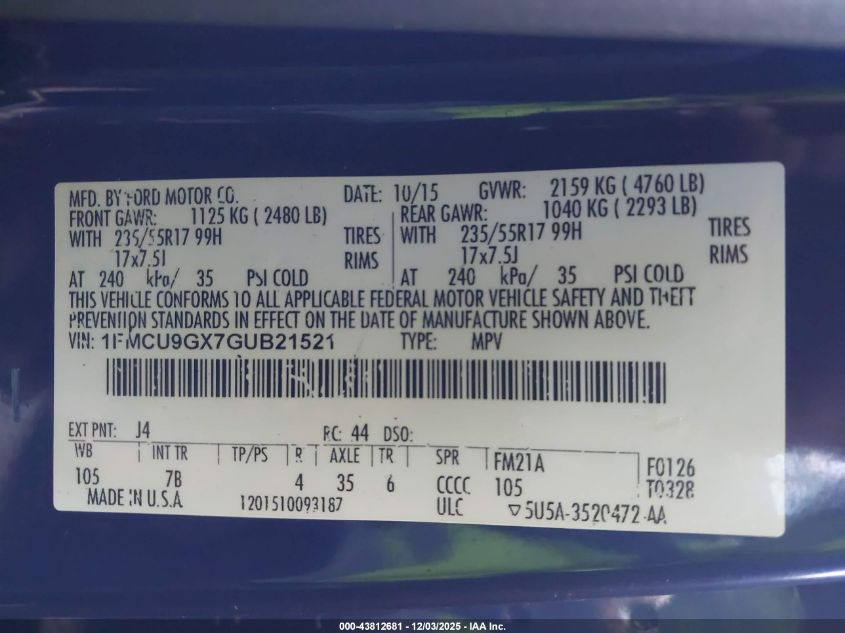 MFD. BY FORD MOTOR CO. DATE: 10/15 GVWR: 2159 KG ( 4760 LB)
FRONT GAWR: 1125 KG ( 2480 LB) REAR GAWR: 1040 KG ( 2293 LB)
WITH 235/55R17 99H TIRES WITH 235/55R17 99H TIRES
17x7.5J RIMS 17x7.5J RIMS
AT 240 kPa/ 35 PSI COLD AT 240 kPa/ 35 PSI COLD
THIS VEHICLE CONFORMS TO ALL APPLICABLE FEDERAL MOTOR VEHICLE SAFETY AND THEFT
PREVENTION STANDARDS IN EFFECT ON THE DATE OF MANUFACTURE SHOWN ABOVE.
VIN: 1FMCU9GX7GUB21521 TYPE: MPV
EXT PNT: J4 RC: 44 DSO:
WB INT TR TP/PS R AXLE TR SPR FM21A F0126
105 7B 4 35 6 CCCC 105 T0328
MADE IN U.S.A 1201510093187 ULC ▽5U5A-3520472-AA
000-43812681 - 12/03/2025 - IAA Inc.